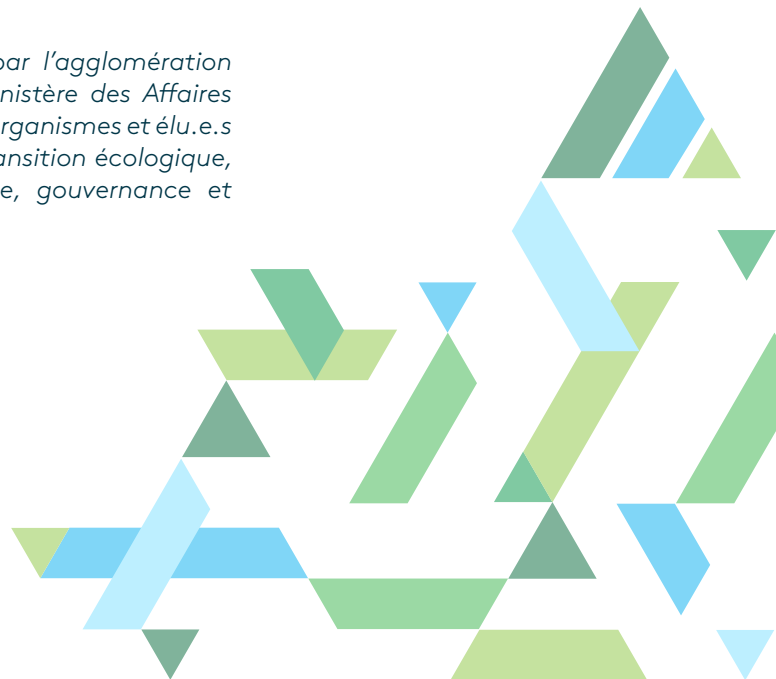 par l'agglomération
nistère des Affaires
rganismes et élu.e.s
ansition écologique,
e, gouvernance et